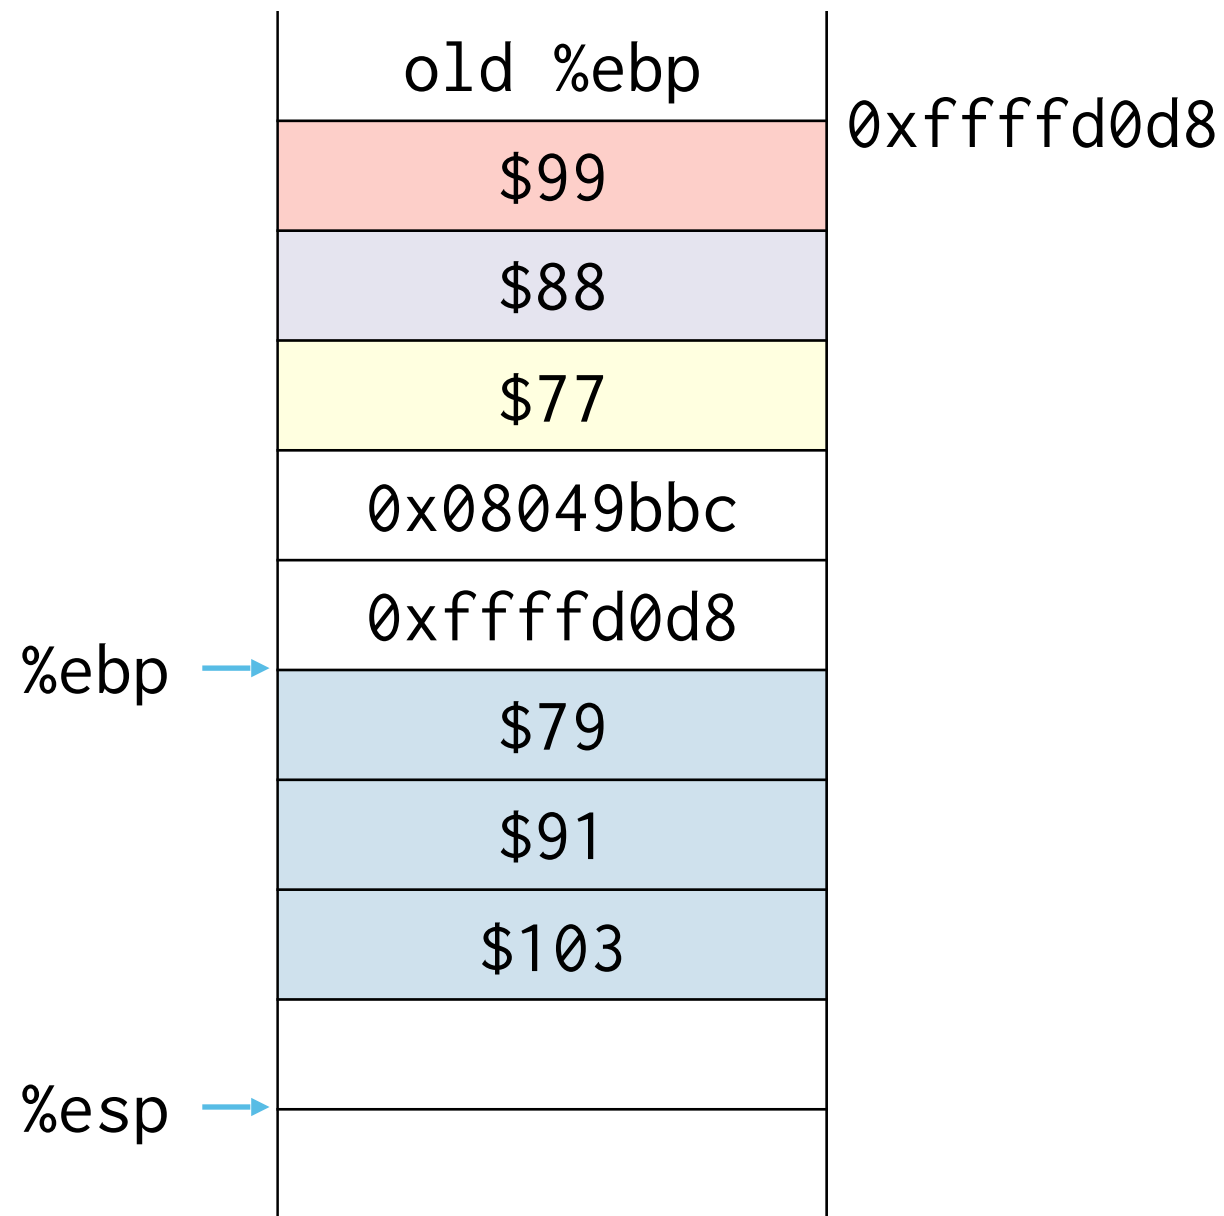 old %ebp
0xffffd0d8
$99
$88
$77
0x08049bbc
0xffffd0d8
%ebp
$79
$91
$103
%esp